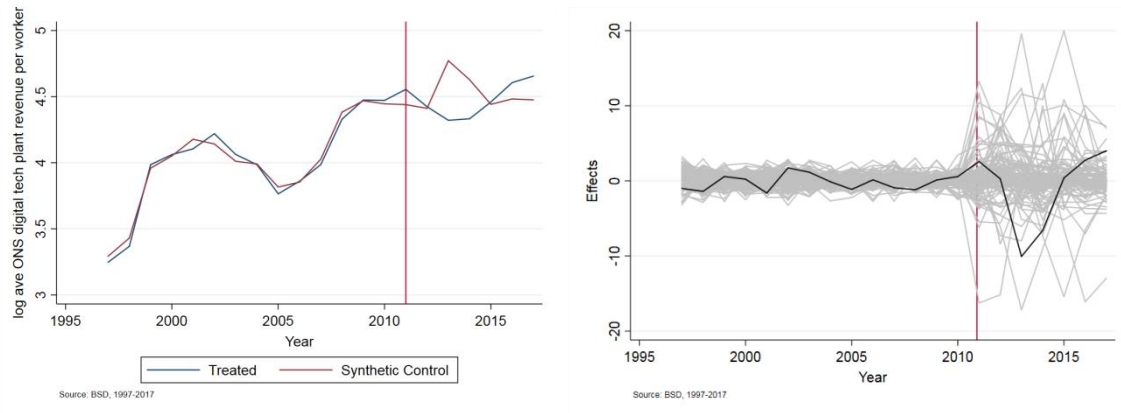 log ave ONS digital tech plant revenue per worker
5
4.5
4
3.5
3
1995 2000 2005 2010 2015
Year
Treated Synthetic Control
Source: BSD, 1997-2017
Effects
20
10
0
-10
-20
1995 2000 2005 2010 2015
Year
Source: BSD, 1997-2017